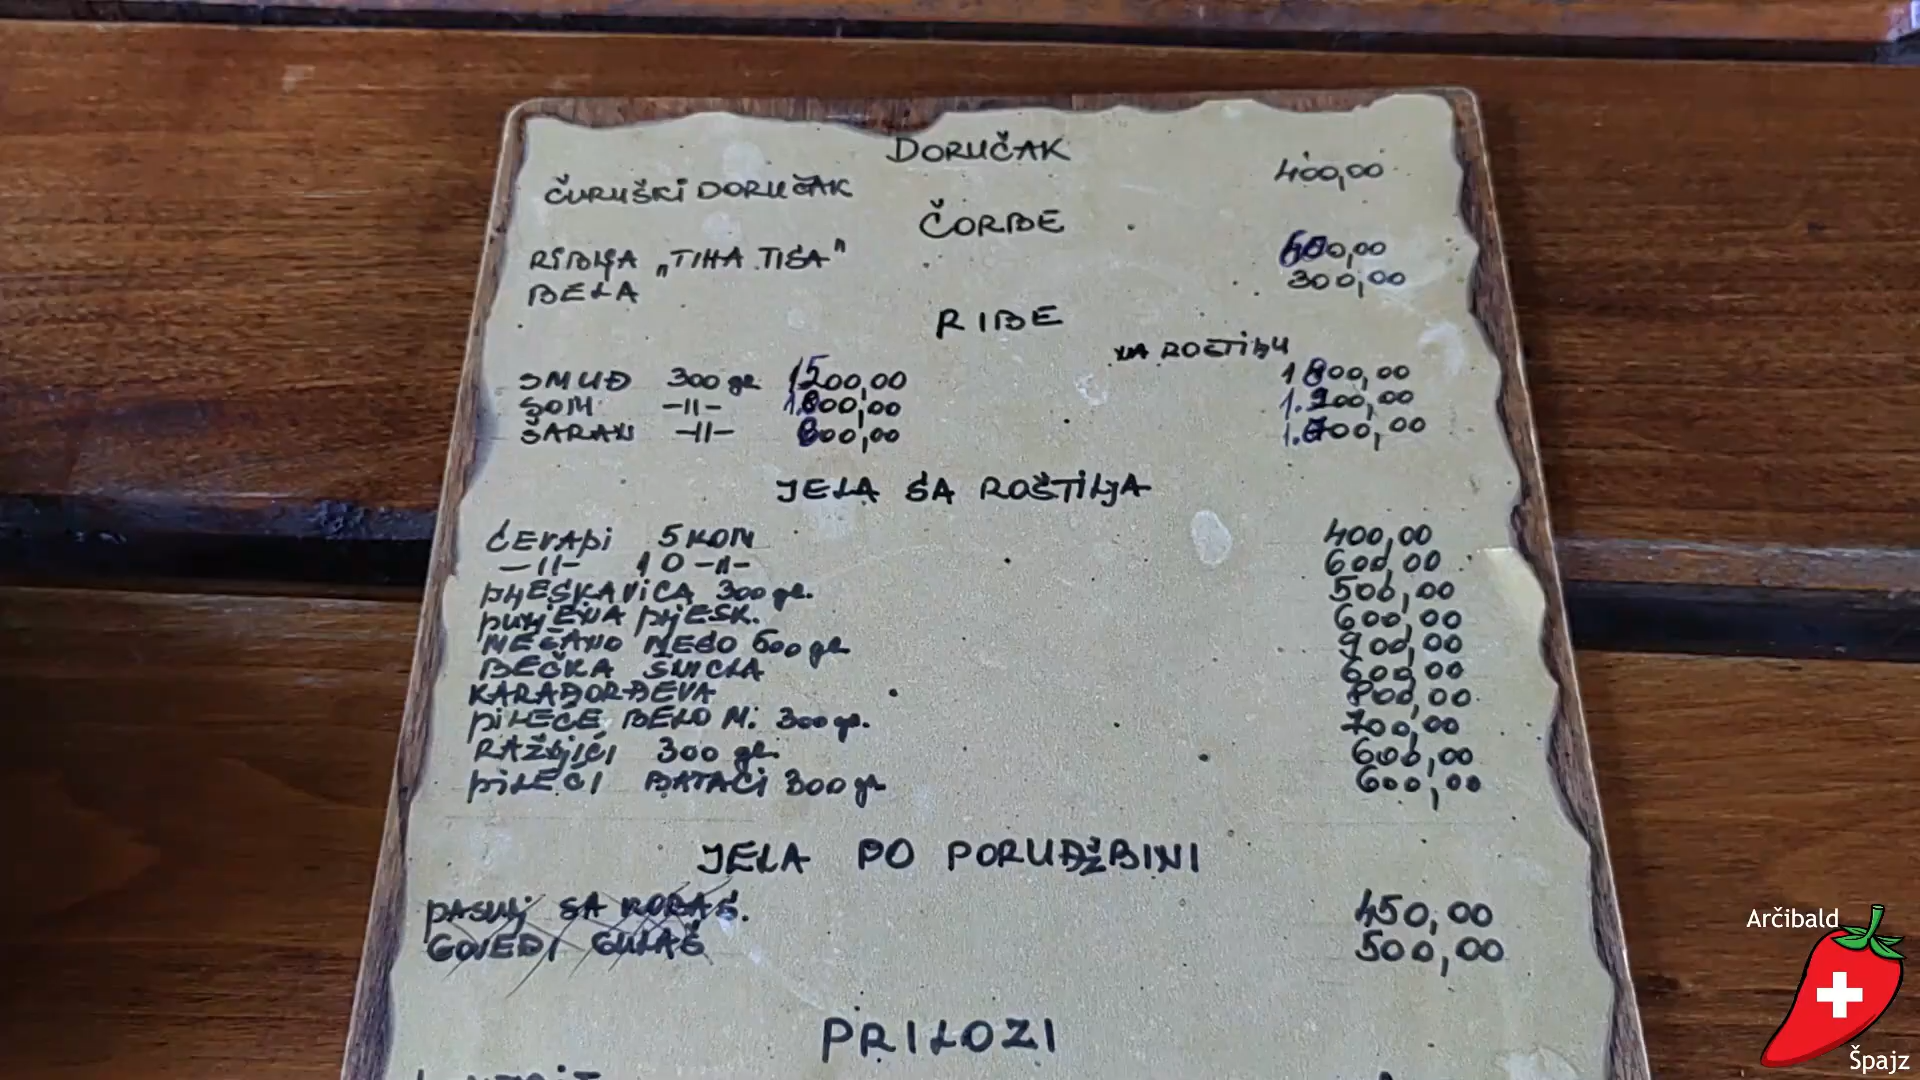 DORUČAK
ČURUŠKI DORUČAK 400,00
ČORBE
RIBLJA „TIHA TISA" 600,00
BELA 300,00
RIBE
NA ROŠTILJU
SMUĐ 300 gr. 1500,00 1800,00
SOM -II- 1.000,00 1.200,00
ŠARAN -II- 800,00
JELA SA ROŠTILJA
ĆEVAPI 5 KOM 400,00
-II- 10 -II- 600,00
PLJESKAVICA 300 gr. 500,00
PUNJENA PLJESK. 600,00
MEŠANO MESO 500 gr. 900,00
BEČKA ŠNICLA 600,00
KARAĐORĐEVA 800,00
PILEĆE BELO M. 300 gr. 700,00
RAŽNJIĆI 300 gr. 600,00
PILEĆI BATACI 300 gr 600,00
JELA PO PORUDŽBINI
PASULJ SA KOBAS. 450,00
GOVEĐI GULAŠ 500,00
PRILOZI
Arčibald
Špajz